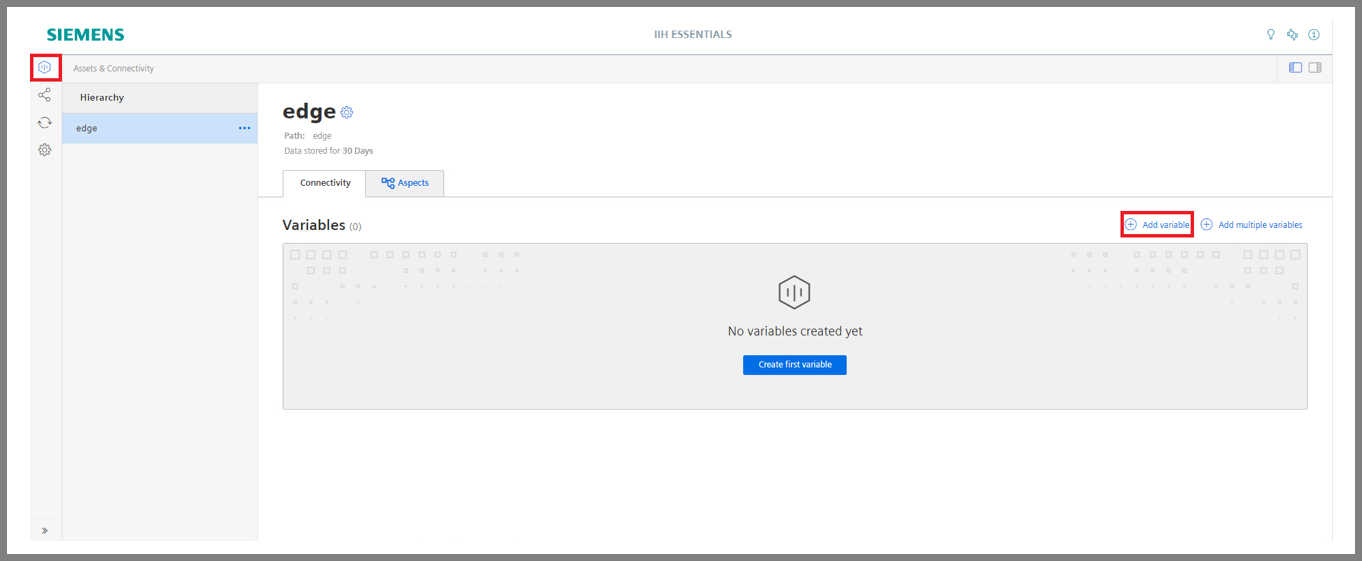 SIEMENS
IIH ESSENTIALS
Assets & Connectivity
Hierarchy
edge
edge
Path: edge
Data stored for 30 Days
Connectivity
Aspects
Variables (0)
Add variable
Add multiple variables
No variables created yet
Create first variable